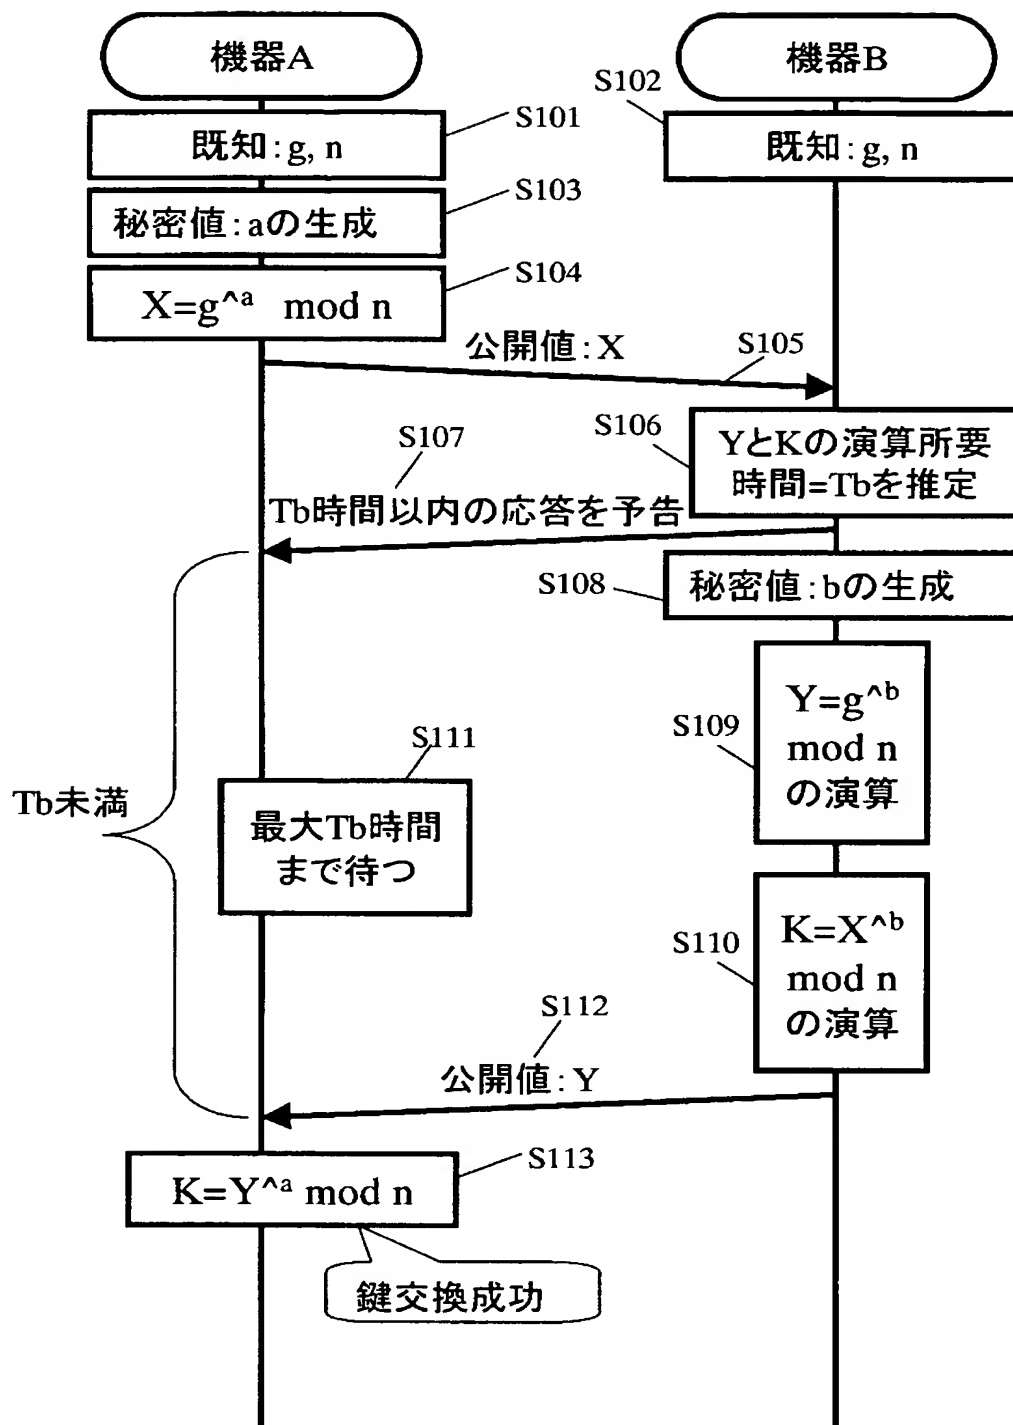 機器A
機器B
S101
S102
既知:g, n
既知:g, n
S103
秘密値:aの生成
S104
X=g^a mod n
公開値:X
S105
S106
YとKの演算所要
時間=Tbを推定
S107
Tb時間以内の応答を予告
S108
秘密値:bの生成
S109
Y=g^b
mod n
の演算
S111
Tb未満
最大Tb時間
まで待つ
S110
K=X^b
mod n
の演算
S112
公開値:Y
S113
K=Y^a mod n
鍵交換成功